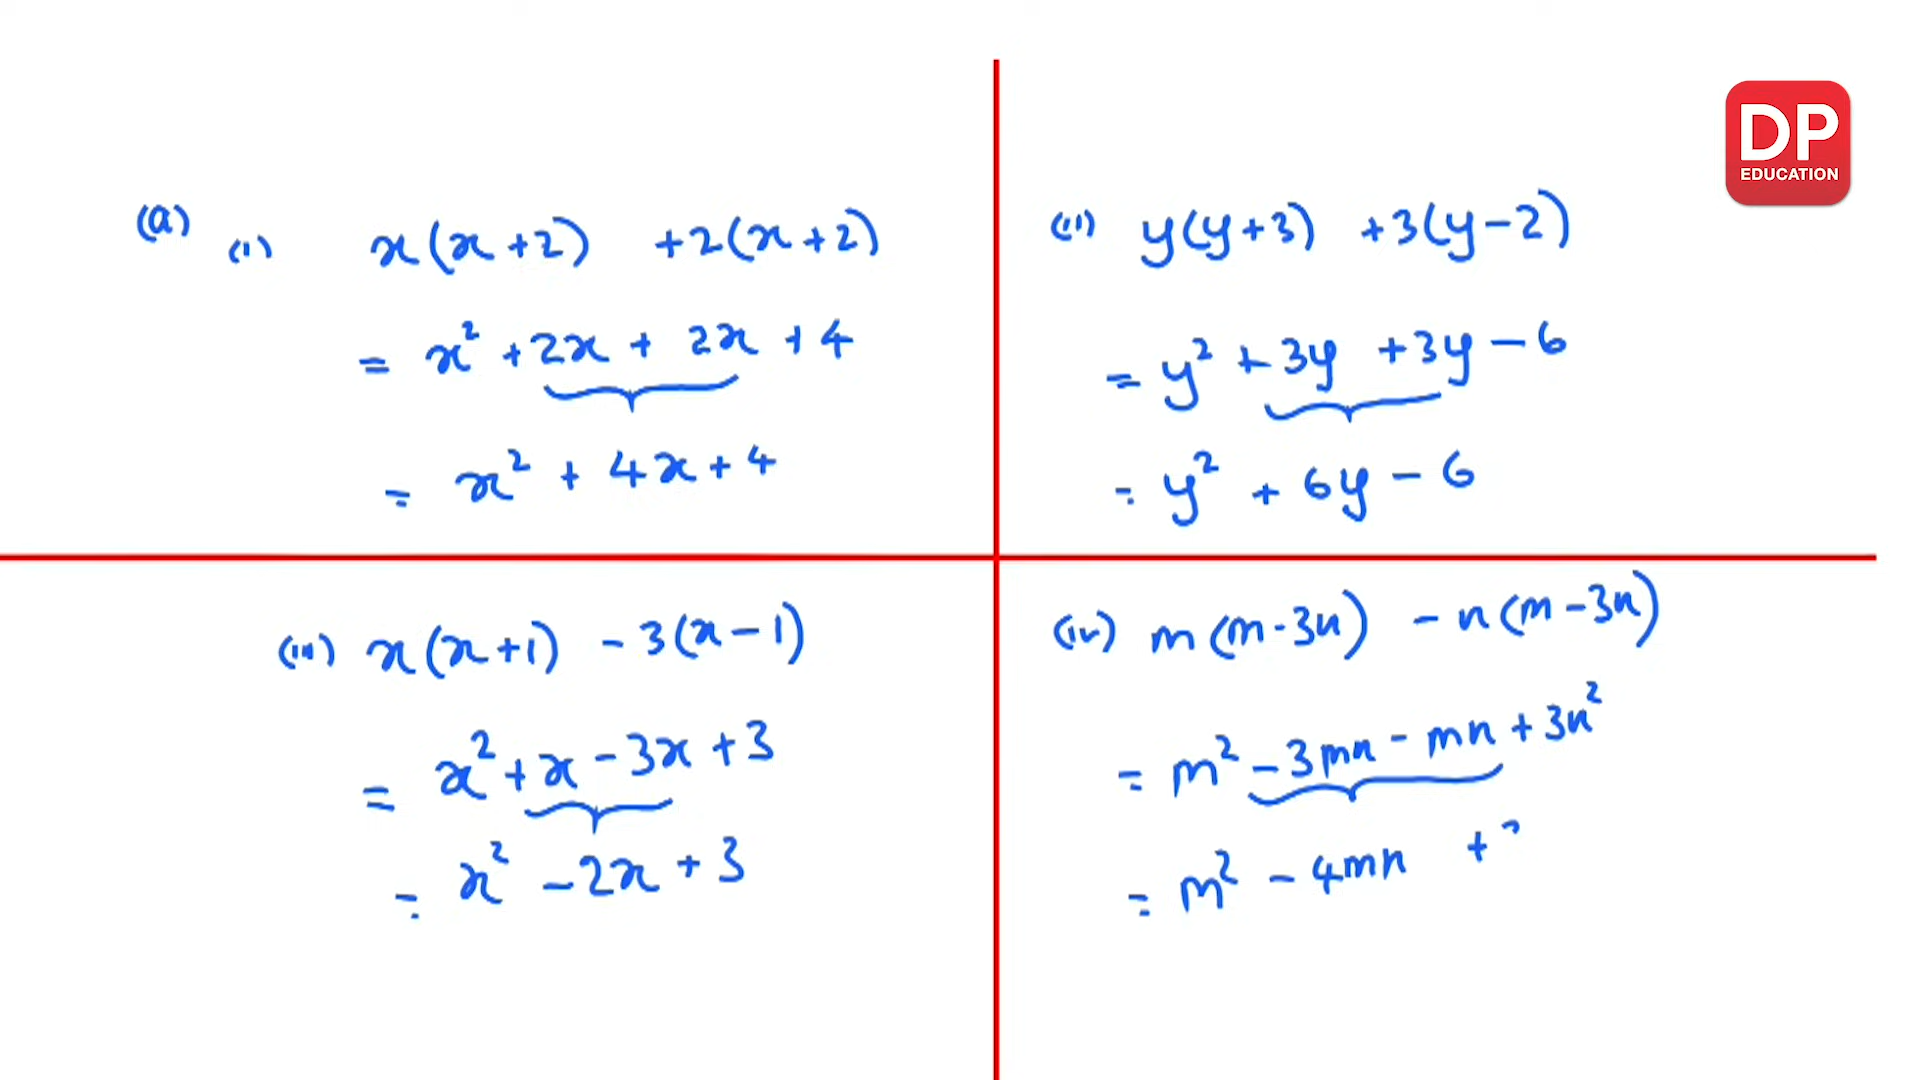 DP
EDUCATION
(a) (i) x(x+2) +2(x+2)
= x² + 2x + 2x + 4
= x² + 4x + 4
(ii) y(y+3) +3(y-2)
= y² + 3y + 3y - 6
= y² + 6y - 6
(iii) x(x+1) - 3(x-1)
= x² + x - 3x + 3
= x² - 2x + 3
(iv) m(m-3n) - n(m-3n)
= m² - 3mn - mn + 3n²
= m² - 4mn +